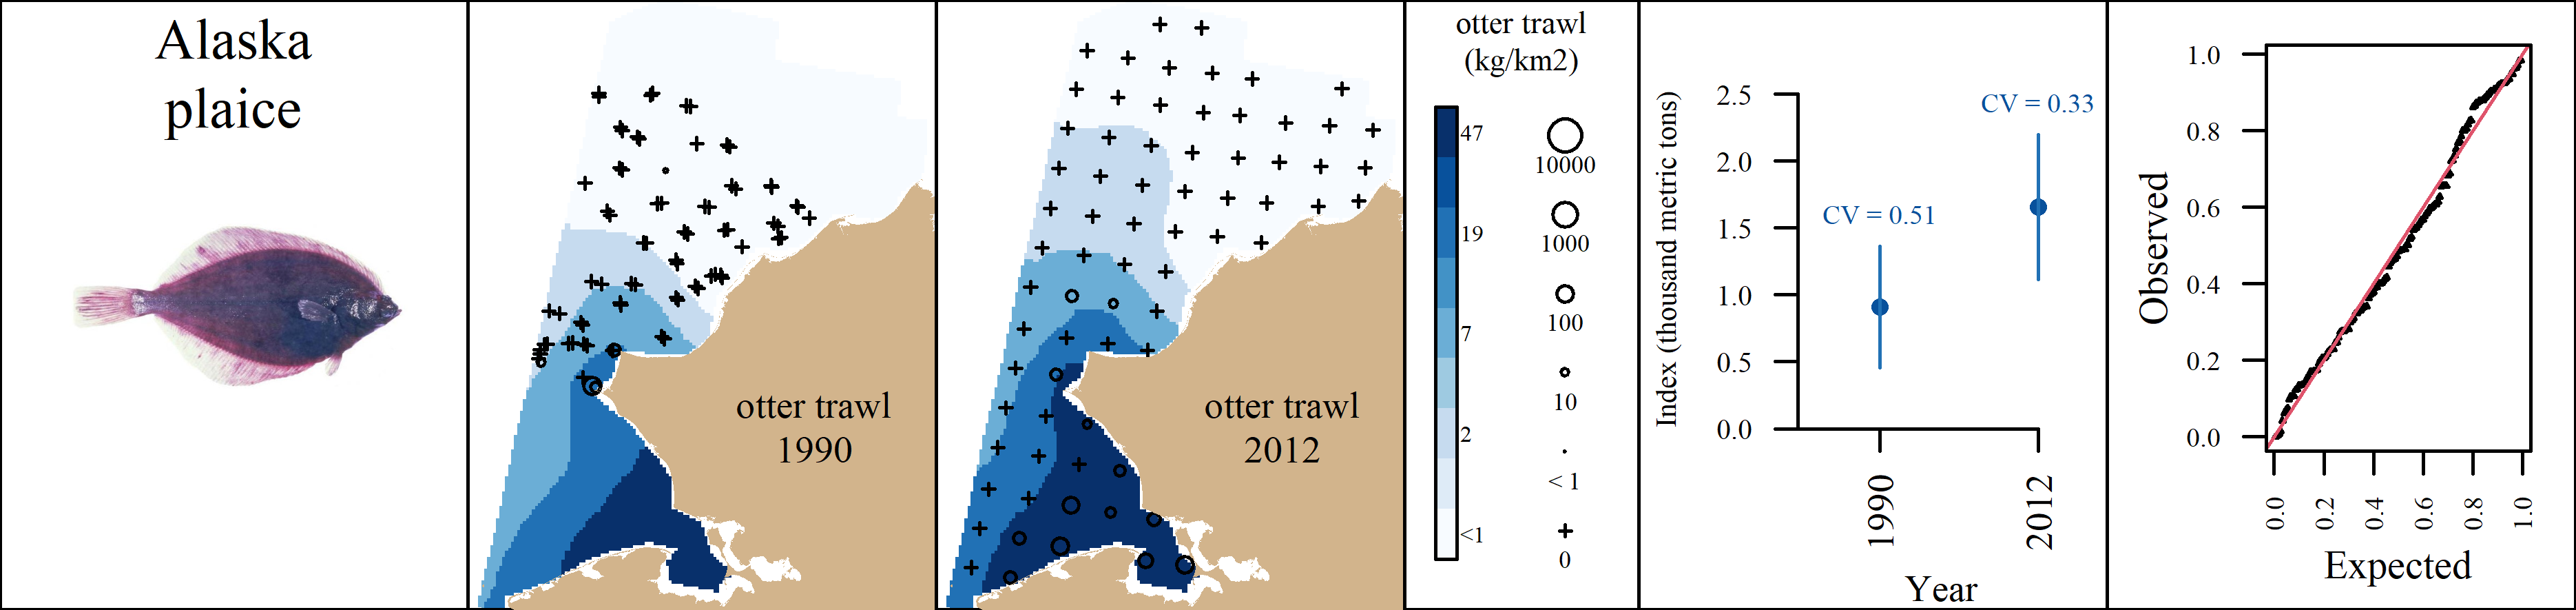 Alaska
plaice
otter trawl
1990
otter trawl
2012
otter trawl
(kg/km2)
47
19
7
2
<1
10000
1000
100
10
< 1
0
Index (thousand metric tons)
2.5
2.0
1.5
1.0
0.5
0.0
CV = 0.51
CV = 0.33
1990
2012
Year
Observed
1.0
0.8
0.6
0.4
0.2
0.0
0.0
0.2
0.4
0.6
0.8
1.0
Expected